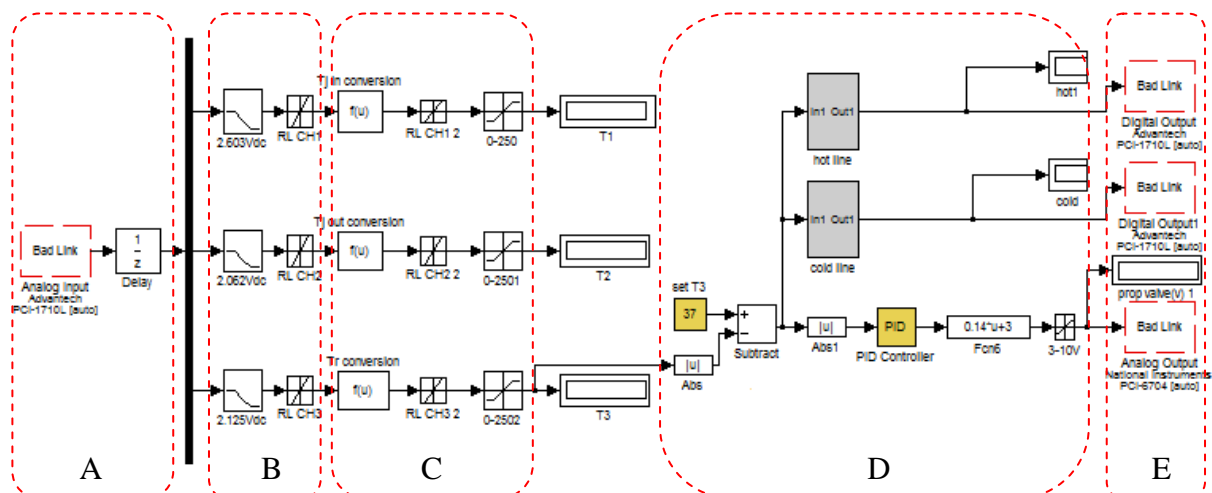 Bad Link
Analog Input
Advantech
PCI-1710L [auto]
1
z
Delay
A
2.603Vdc
RL CH1
2.062Vdc
RL CH2
2.125Vdc
RL CH3
B
Tj in conversion
f(u)
RL CH1 2
0-250
Tj out conversion
f(u)
RL CH2 2
0-2501
Tr conversion
f(u)
RL CH3 2
0-2502
C
T1
T2
T3
In1 Out1
hot line
hot1
In1 Out1
cold line
cold
set T3
37
|u|
Abs
+
−
Subtract
|u|
Abs1
PID
PID Controller
0.14*u+3
Fcn6
3-10V
D
Bad Link
Digital Output
Advantech
PCI-1710L [auto]
Bad Link
Digital Output1
Advantech
PCI-1710L [auto]
prop valve(v) 1
Bad Link
Analog Output
National Instruments
PCI-6704 [auto]
E